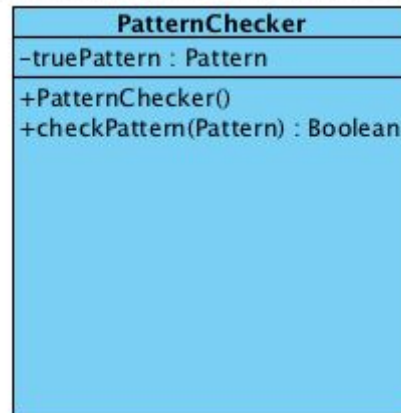 PatternChecker
-truePattern : Pattern
+PatternChecker()
+checkPattern(Pattern) : Boolean